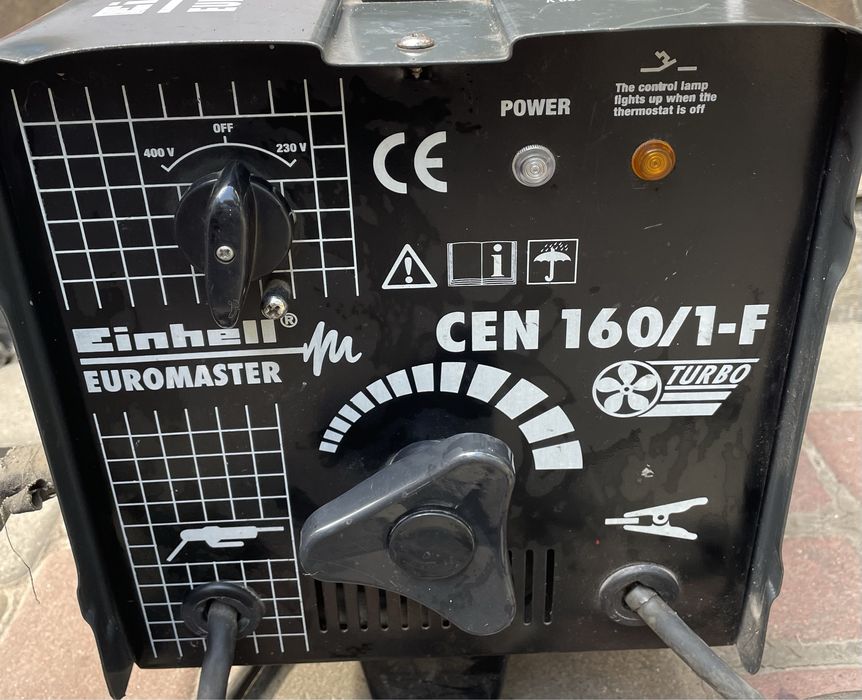 POWER
The control lamp
fights up when the
thermostat is off
OFF
400 V
230 V
CE
i
Einhell®
EUROMASTER
CEN 160/1-F
TURBO